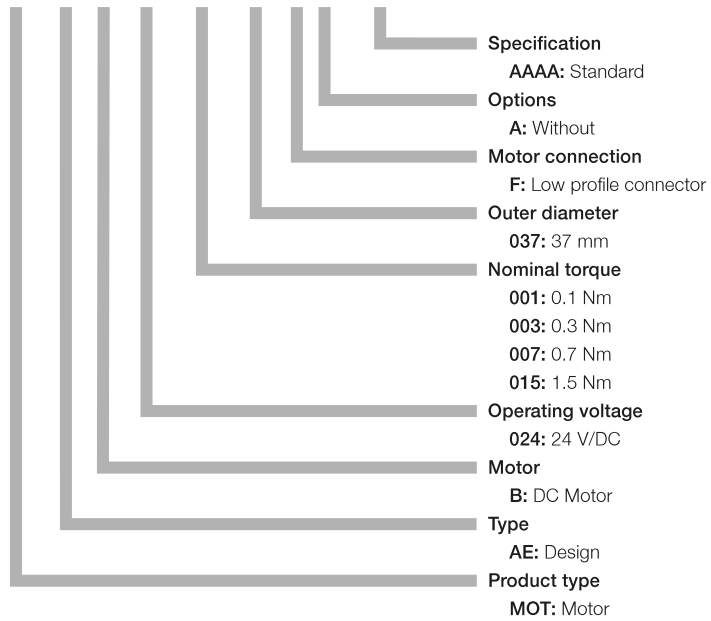 Specification
AAAA: Standard
Options
A: Without
Motor connection
F: Low profile connector
Outer diameter
037: 37 mm
Nominal torque
001: 0.1 Nm
003: 0.3 Nm
007: 0.7 Nm
015: 1.5 Nm
Operating voltage
024: 24 V/DC
Motor
B: DC Motor
Type
AE: Design
Product type
MOT: Motor